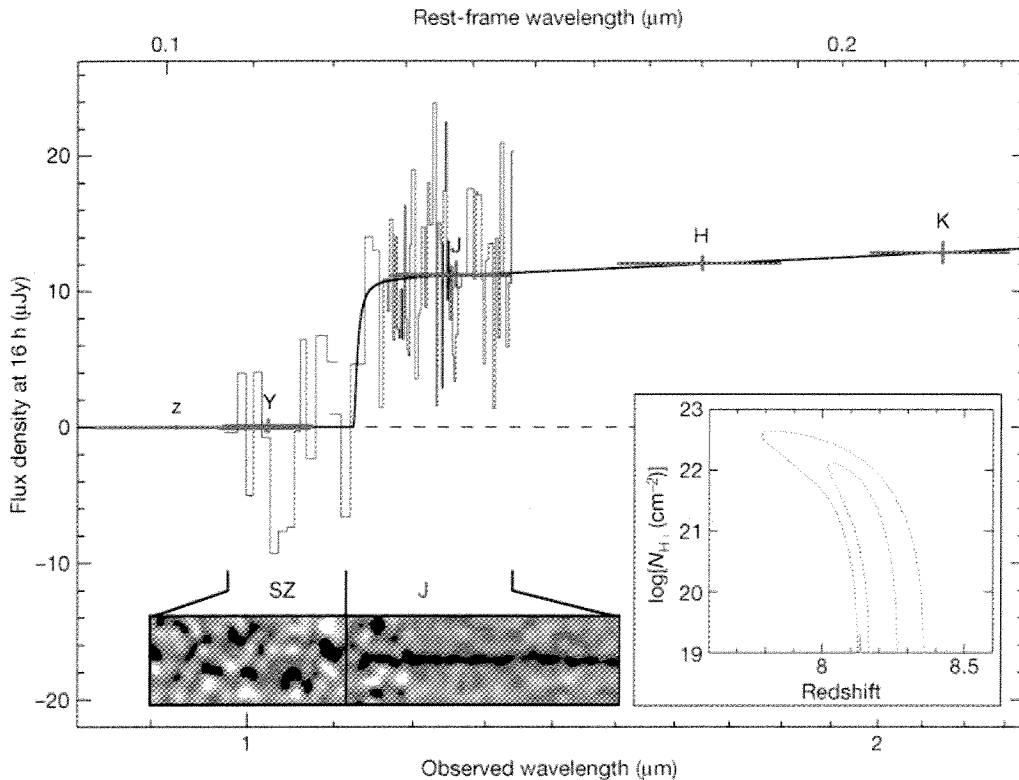 Rest-frame wavelength (μm)
0.1 0.2
Flux density at 16 h (μJy)
20
10
0
−10
−20
z
Y
J
H
K
SZ J
log[N_H I (cm⁻²)]
23
22
21
20
19
8 8.5
Redshift
1 2
Observed wavelength (μm)